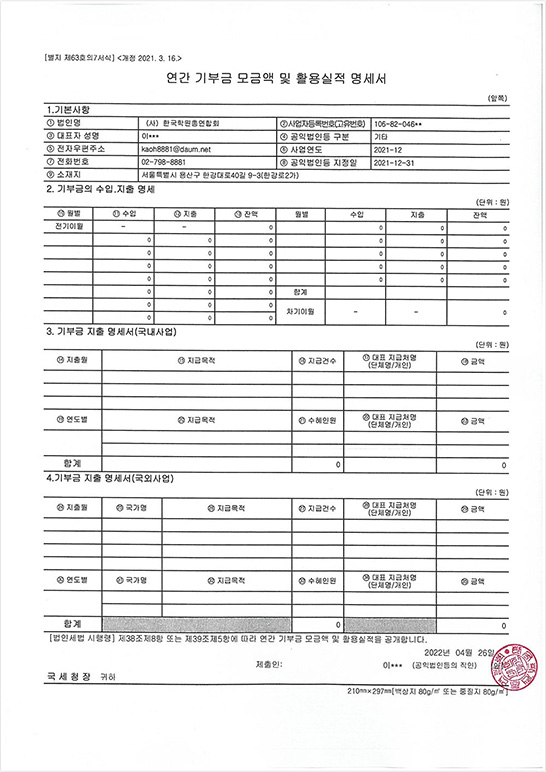 [별지 제63호의7서식] <개정 2021. 3. 16.>
연간 기부금 모금액 및 활용실적 명세서
(앞쪽)
1.기본사항
① 법인명 (사) 한국학원총연합회 ②사업자등록번호(고유번호) 106-82-046**
③ 대표자 성명 이*** ④ 공익법인등 구분 기타
⑤ 전자우편주소 kaoh8881@daum.net ⑥ 사업연도 2021-12
⑦ 전화번호 02-798-8881 ⑧ 공익법인등 지정일 2021-12-31
⑨ 소재지 서울특별시 용산구 한강대로40길 9-3(한강로2가)
2. 기부금의 수입,지출 명세
(단위 : 원)
⑩ 월별 ⑪ 수입 ⑫ 지출 ⑬ 잔액 월별 수입 지출 잔액
전기이월 - - 0 0 0 0
0 0 0 0 0 0
0 0 0 0 0 0
0 0 0 0 0 0
0 0 0 0 0 0
0 0 0 합계
0 0 0 차기이월 - - 0
0 0 0
3. 기부금 지출 명세서(국내사업)
(단위 : 원)
⑭ 지출월 ⑮ 지급목적 ⑯ 지급건수 ⑰ 대표 지급처명 (단체명/개인) ⑱ 금액
⑲ 연도별 ⑳ 지급목적 ㉑ 수혜인원 ㉒ 대표 지급처명 (단체명/개인) ㉓ 금액
합계 0 0
4.기부금 지출 명세서(국외사업)
(단위 : 원)
㉔ 지출월 ㉕ 국가명 ㉖ 지급목적 ㉗ 지급건수 ㉘ 대표 지급처명 (단체명/개인) ㉙ 금액
㉚ 연도별 ㉛ 국가명 ㉜ 지급목적 ㉝ 수혜인원 ㉞ 대표 지급처명 (단체명/개인) ㉟ 금액
합계 0 0
[법인세법 시행령] 제38조제8항 또는 제39조제5항에 따라 연간 기부금 모금액 및 활용실적을 공개합니다.
2022년 04월 26일
제출인: 이*** (공익법인등의 직인)
국세청장 귀하
210㎜×297㎜[백상지 80g/㎡ 또는 중질지 80g/㎡]